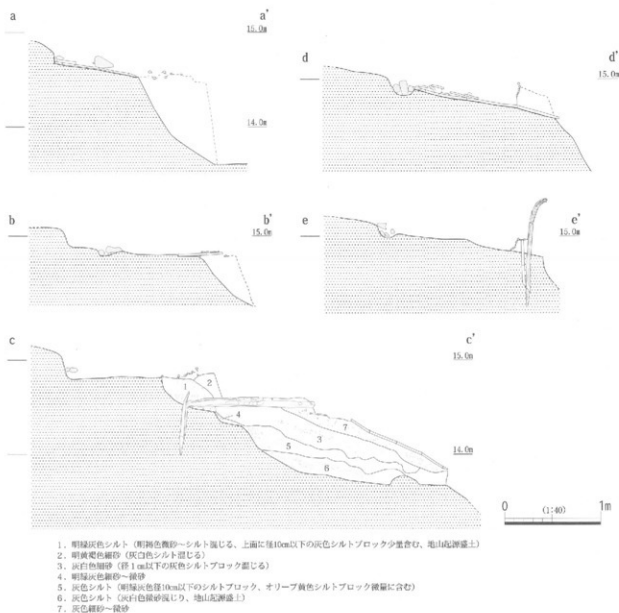 a a'
15.0m
14.0m
d d'
15.0m
b b'
15.0m
e e'
15.0m
c c'
15.0m
1 2
4 3 7
5
6
14.0m
0 (1:40) 1m
1. 明緑灰色シルト（明褐色微砂～シルト混じる、上面に径10cm以下の灰色シルトブロック少量含む、地山起源盛土）
2. 明黄褐色細砂（灰白色シルト混じる）
3. 灰白色細砂（径1cm以下の灰色シルトブロック混じる）
4. 明緑灰色細砂～微砂
5. 灰色シルト（明緑灰色径10cm以下のシルトブロック、オリーブ黄色シルトブロック微量に含む）
6. 灰色シルト（灰白色微砂混じり、地山起源盛土）
7. 灰色細砂～微砂